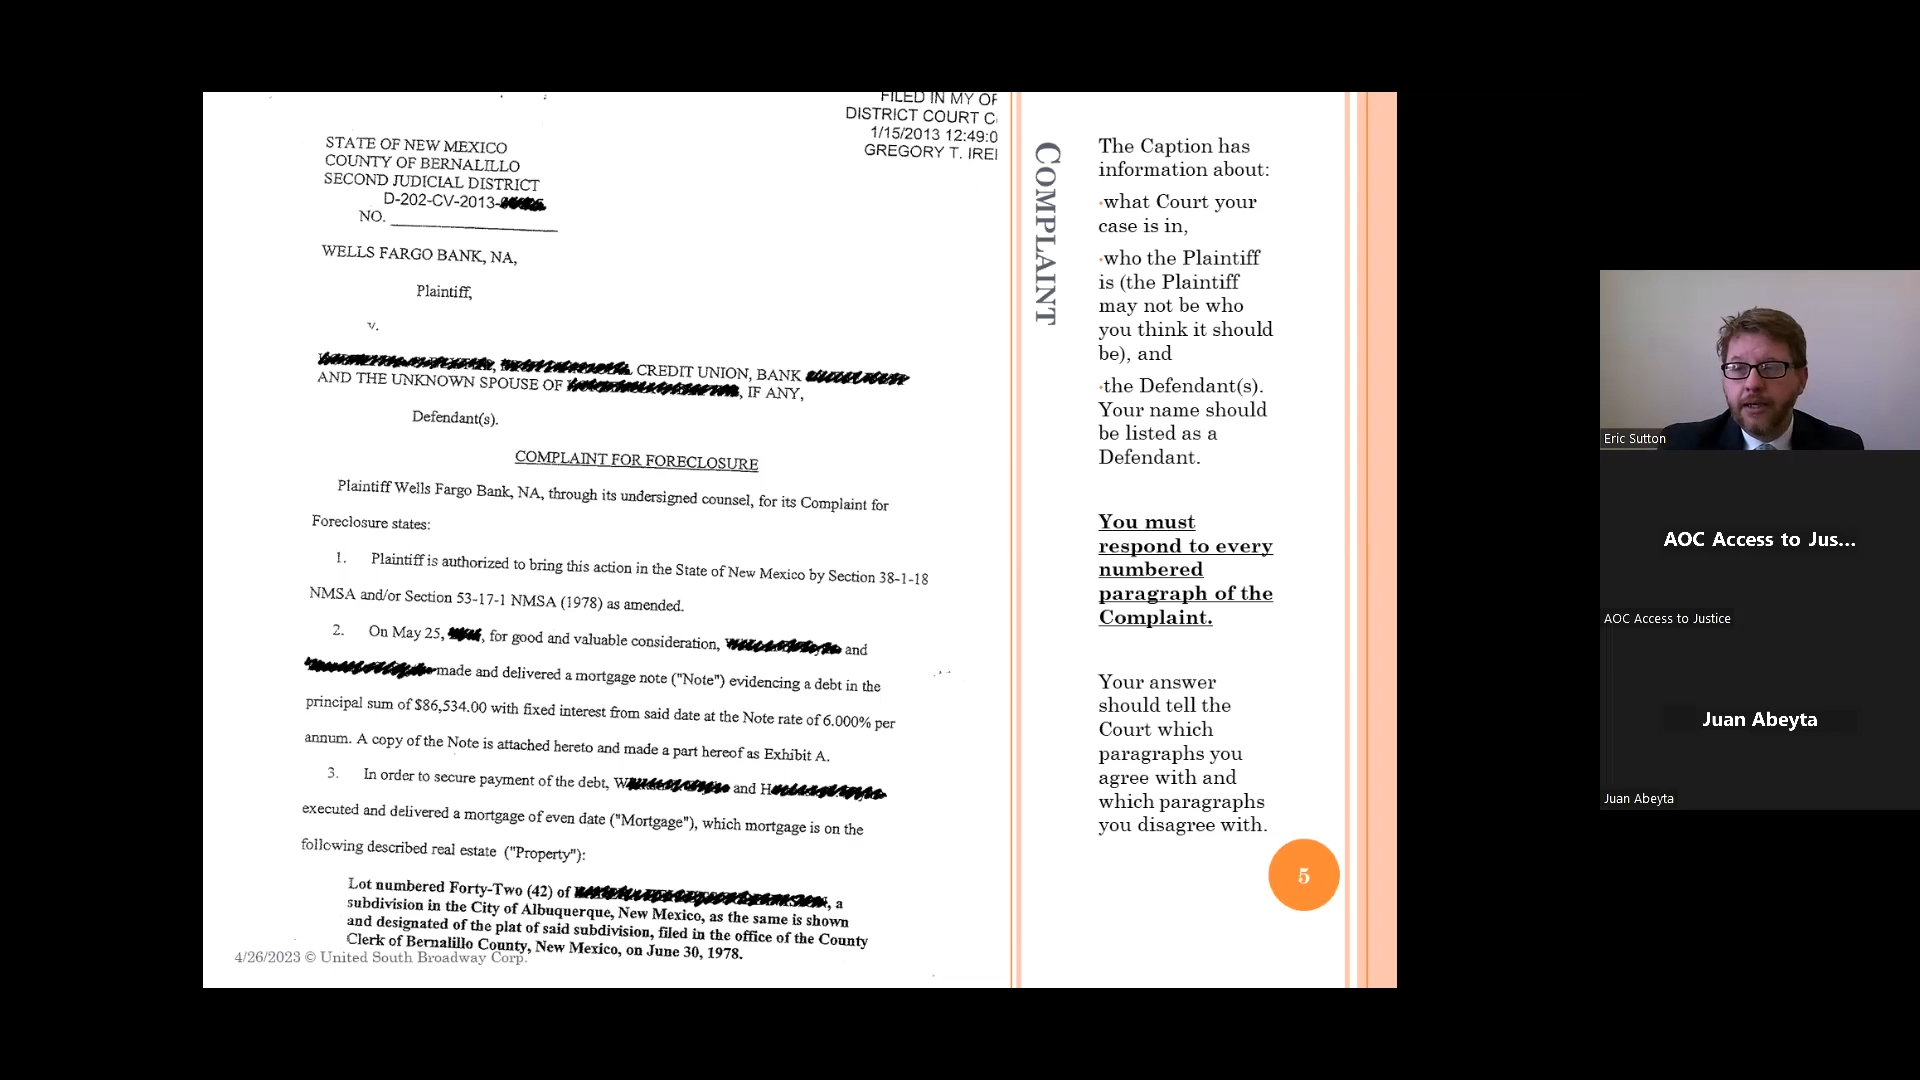 FILED IN MY OF
DISTRICT COURT C
1/15/2013 12:49:0
GREGORY T. IREI
STATE OF NEW MEXICO
COUNTY OF BERNALILLO
SECOND JUDICIAL DISTRICT
D-202-CV-2013-
NO.
WELLS FARGO BANK, NA,
Plaintiff,
v.
, CREDIT UNION, BANK
AND THE UNKNOWN SPOUSE OF , IF ANY,
Defendant(s).
COMPLAINT FOR FORECLOSURE
Plaintiff Wells Fargo Bank, NA, through its undersigned counsel, for its Complaint for
Foreclosure states:
1. Plaintiff is authorized to bring this action in the State of New Mexico by Section 38-1-18
NMSA and/or Section 53-17-1 NMSA (1978) as amended.
2. On May 25, , for good and valuable consideration, and
made and delivered a mortgage note ("Note") evidencing a debt in the
principal sum of $86,534.00 with fixed interest from said date at the Note rate of 6.000% per
annum. A copy of the Note is attached hereto and made a part hereof as Exhibit A.
3. In order to secure payment of the debt, W and H
executed and delivered a mortgage of even date ("Mortgage"), which mortgage is on the
following described real estate ("Property"):
Lot numbered Forty-Two (42) of , a
subdivision in the City of Albuquerque, New Mexico, as the same is shown
and designated of the plat of said subdivision, filed in the office of the County
Clerk of Bernalillo County, New Mexico, on June 30, 1978.
4/26/2023 © United South Broadway Corp.
COMPLAINT
The Caption has
information about:
•what Court your
case is in,
•who the Plaintiff
is (the Plaintiff
may not be who
you think it should
be), and
•the Defendant(s).
Your name should
be listed as a
Defendant.
You must
respond to every
numbered
paragraph of the
Complaint.
Your answer
should tell the
Court which
paragraphs you
agree with and
which paragraphs
you disagree with.
5
Eric Sutton
AOC Access to Jus...
AOC Access to Justice
Juan Abeyta
Juan Abeyta